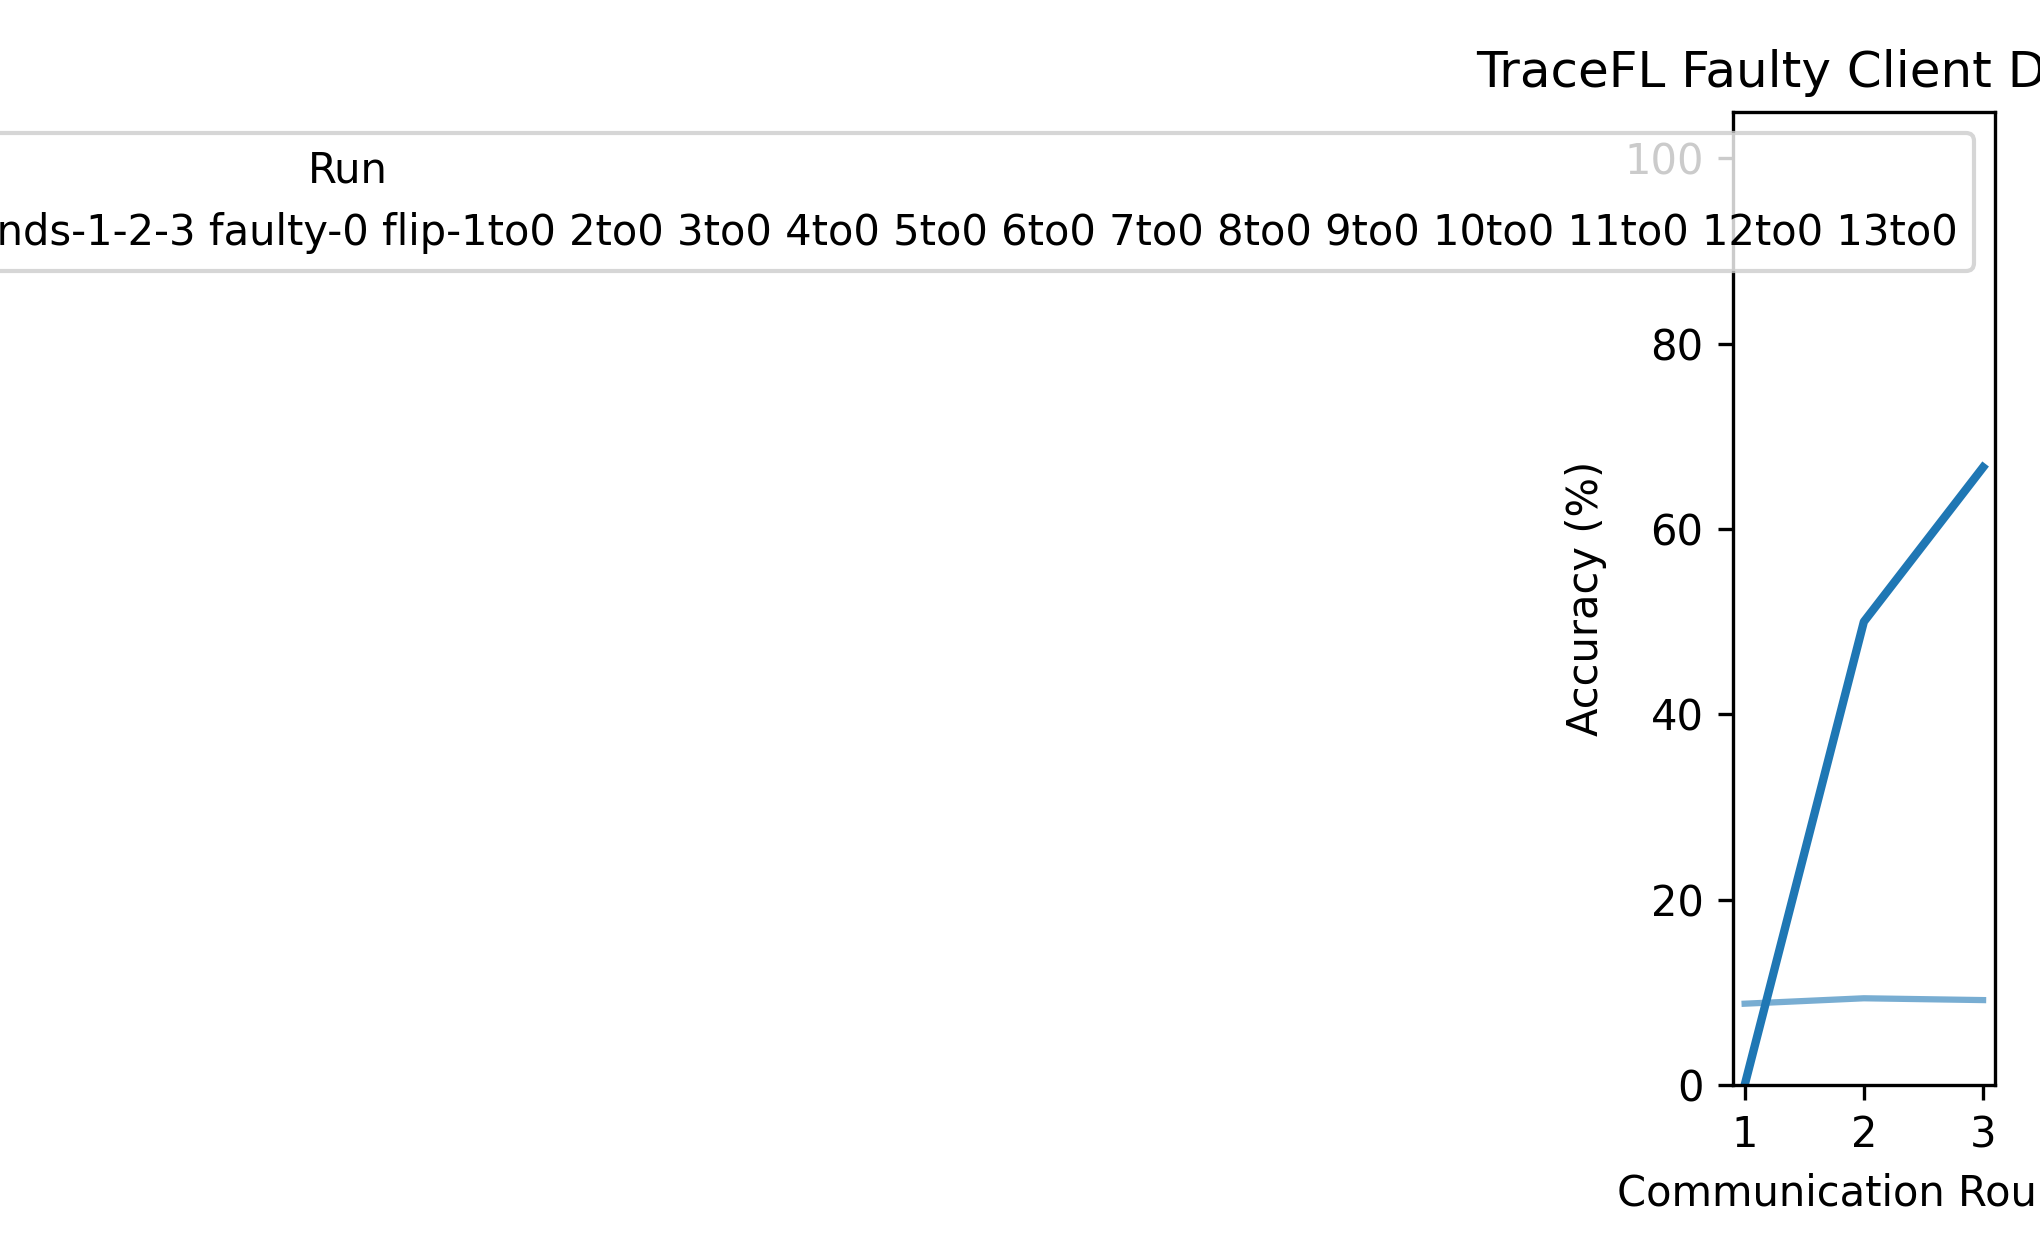 TraceFL Faulty Client D
Run
nds-1-2-3 faulty-0 flip-1to0 2to0 3to0 4to0 5to0 6to0 7to0 8to0 9to0 10to0 11to0 12to0 13to0
100
80
60
40
20
0
Accuracy (%)
1 2 3
Communication Rou